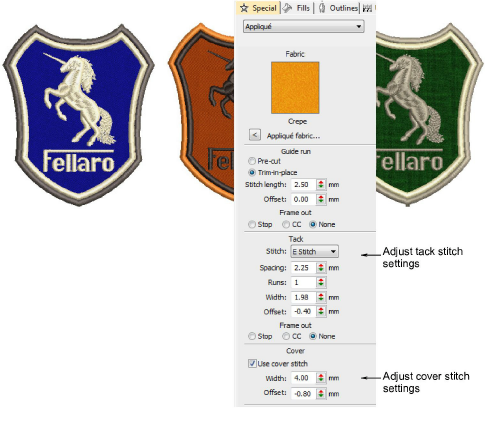 Special Fills Outlines
Appliqué
Fabric
Crepe
< Appliqué fabric...
Guide run
Pre-cut
Trim-in-place
Stitch length: 2.50 mm
Offset: 0.00 mm
Frame out
Stop CC None
Tack
Stitch: E Stitch
Spacing: 2.25 mm
Runs: 1
Width: 1.98 mm
Offset: -0.40 mm
Frame out
Stop CC None
Cover
Use cover stitch
Width: 4.00 mm
Offset: -0.80 mm
Fellaro
Fel
llaro
Adjust tack stitch
settings
Adjust cover stitch
settings